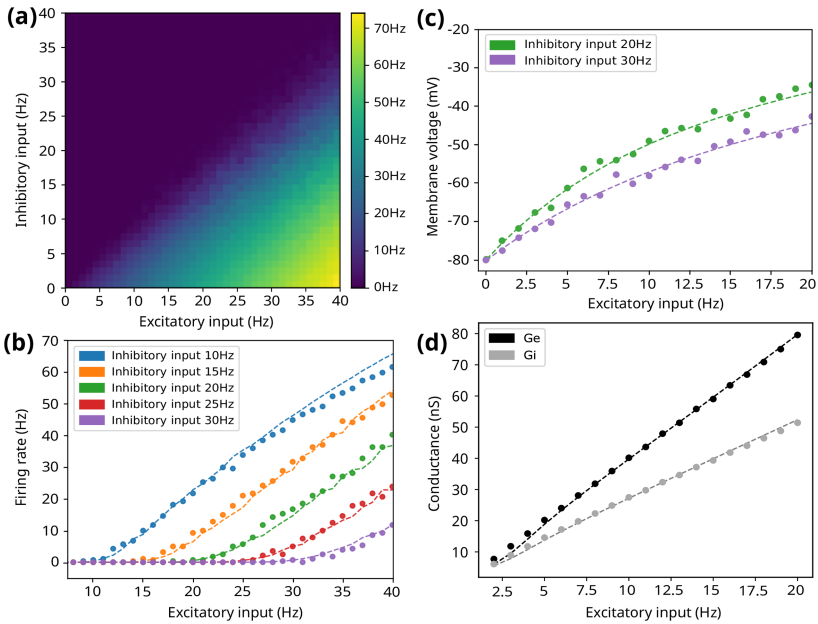 (a)
40
35
30
25
20
15
10
5
0
Inhibitory input (Hz)
0 5 10 15 20 25 30 35 40
Excitatory input (Hz)
70Hz
60Hz
50Hz
40Hz
30Hz
20Hz
10Hz
0Hz
(c)
-20
-30
-40
-50
-60
-70
-80
Membrane voltage (mV)
Inhibitory input 20Hz
Inhibitory input 30Hz
0 2.5 5 7.5 10 12.5 15 17.5 20
Excitatory input (Hz)
(b)
70
60
50
40
30
20
10
0
Firing rate (Hz)
Inhibitory input 10Hz
Inhibitory input 15Hz
Inhibitory input 20Hz
Inhibitory input 25Hz
Inhibitory input 30Hz
10 15 20 25 30 35 40
Excitatory input (Hz)
(d)
80
70
60
50
40
30
20
10
Conductance (nS)
Ge
Gi
2.5 5 7.5 10 12.5 15 17.5 20
Excitatory input (Hz)